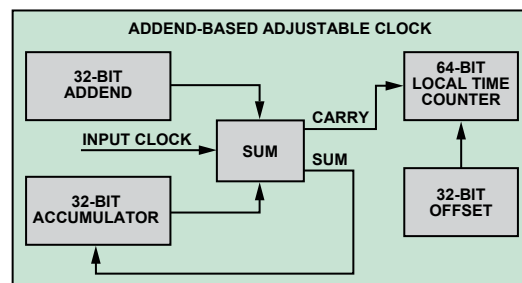 ADDEND-BASED ADJUSTABLE CLOCK
32-BIT
ADDEND
64-BIT
LOCAL TIME
COUNTER
CARRY
INPUT CLOCK
SUM
SUM
32-BIT
ACCUMULATOR
32-BIT
OFFSET